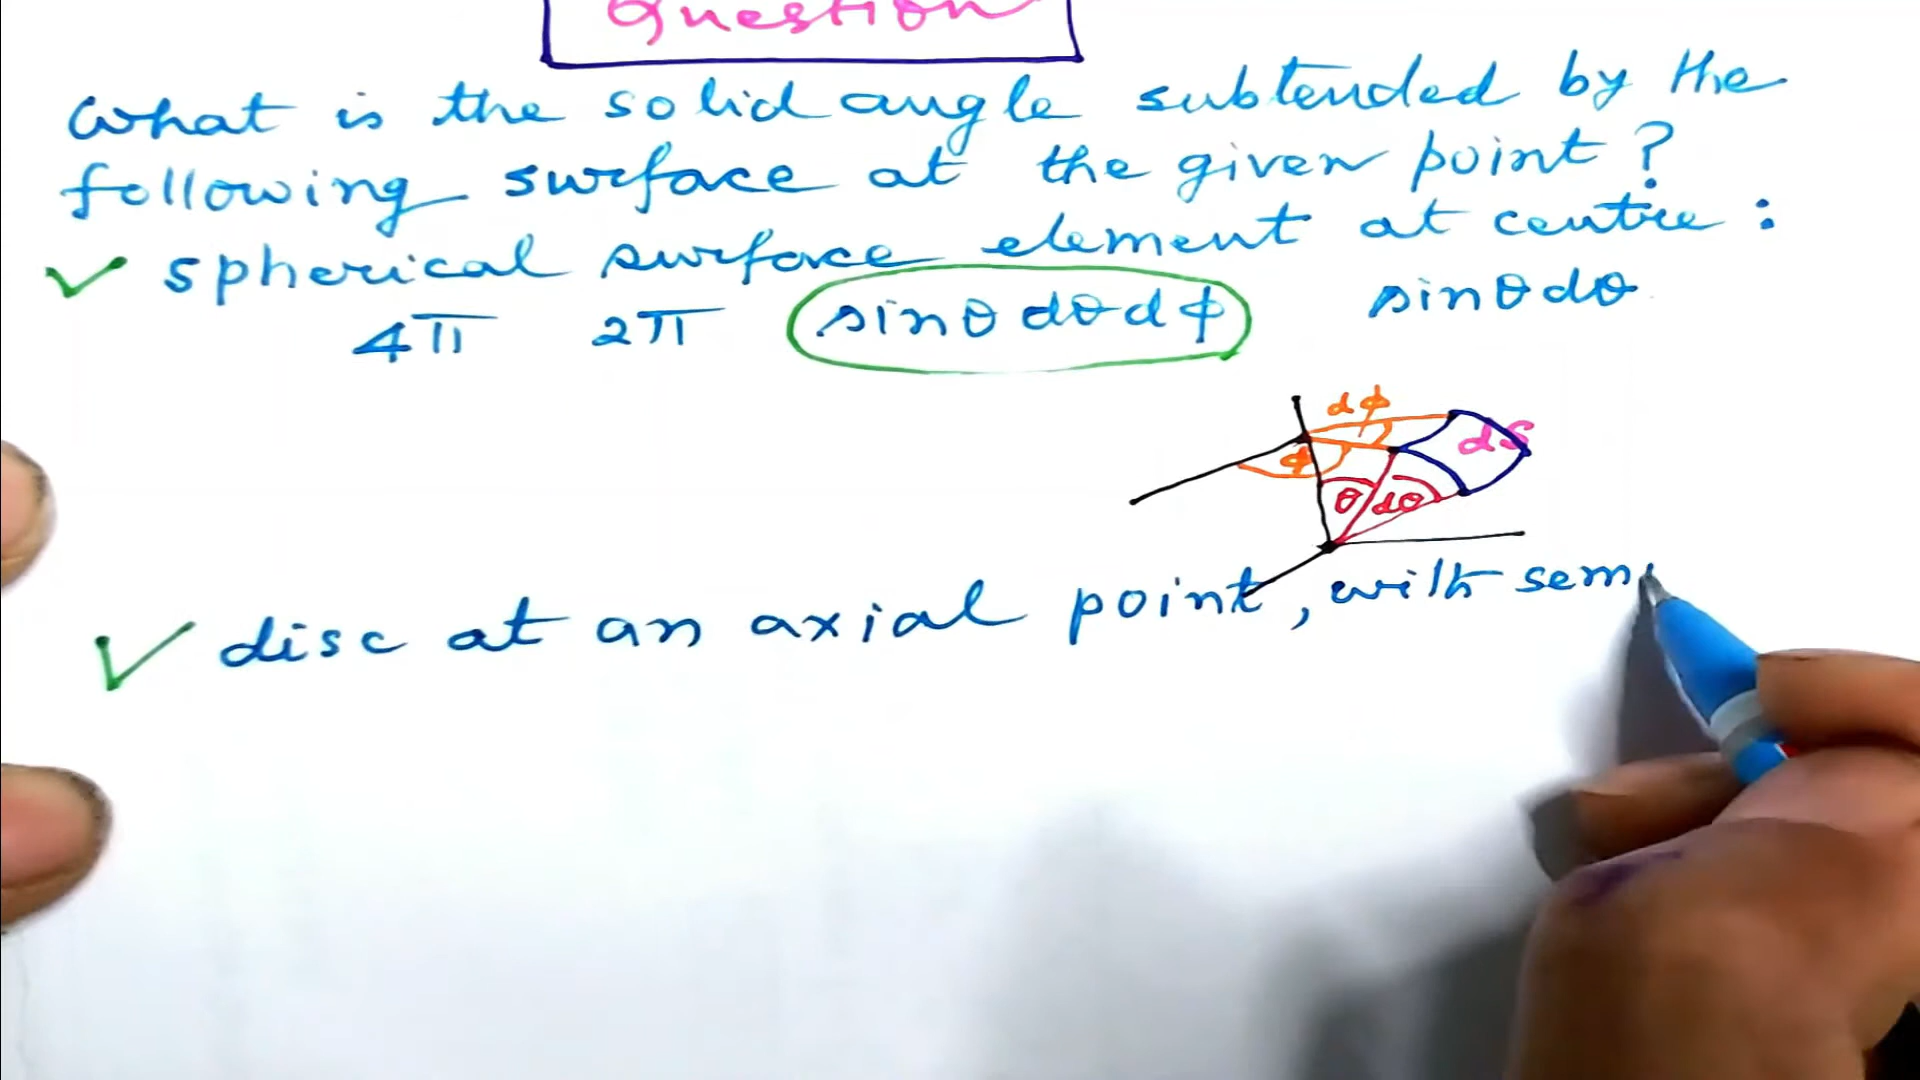 Question
What is the solid angle subtended by the
following surface at the given point?
✓ spherical surface element at centre:
4π 2π sinθ dθ dϕ sinθ dθ
dϕ
dS
ϕ
θ dθ
✓ disc at an axial point, with semi